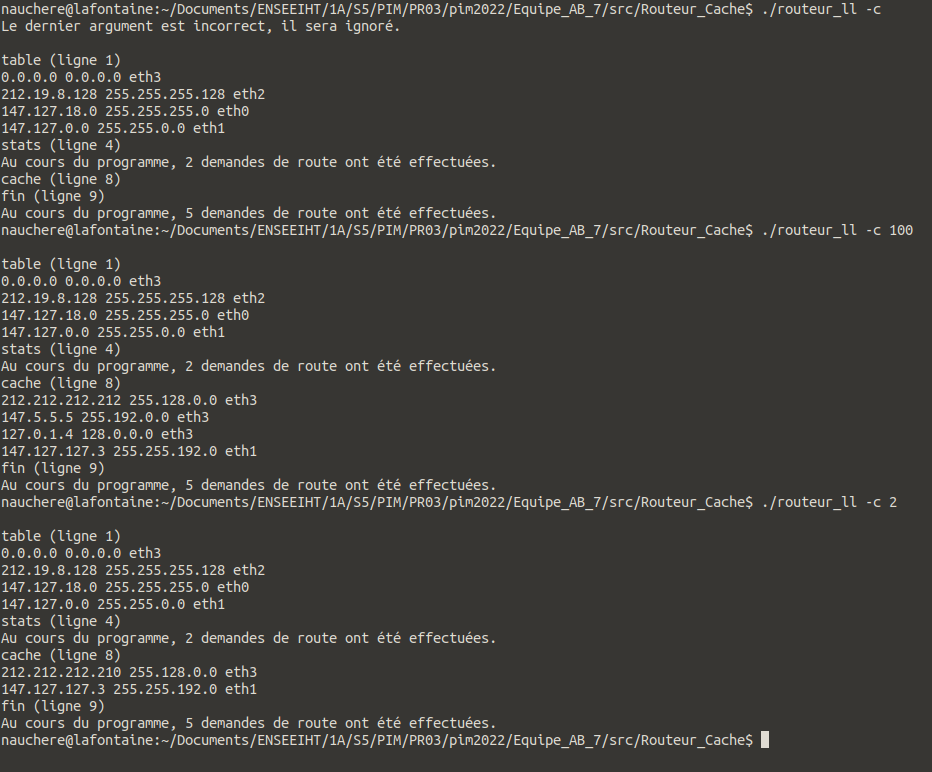 nauchere@lafontaine:~/Documents/ENSEEIHT/1A/S5/PIM/PR03/pim2022/Equipe_AB_7/src/Routeur_Cache$ ./routeur_ll -c
Le dernier argument est incorrect, il sera ignoré.
table (ligne 1)
0.0.0.0 0.0.0.0 eth3
212.19.8.128 255.255.255.128 eth2
147.127.18.0 255.255.255.0 eth0
147.127.0.0 255.255.0.0 eth1
stats (ligne 4)
Au cours du programme, 2 demandes de route ont été effectuées.
cache (ligne 8)
fin (ligne 9)
Au cours du programme, 5 demandes de route ont été effectuées.
nauchere@lafontaine:~/Documents/ENSEEIHT/1A/S5/PIM/PR03/pim2022/Equipe_AB_7/src/Routeur_Cache$ ./routeur_ll -c 100
table (ligne 1)
0.0.0.0 0.0.0.0 eth3
212.19.8.128 255.255.255.128 eth2
147.127.18.0 255.255.255.0 eth0
147.127.0.0 255.255.0.0 eth1
stats (ligne 4)
Au cours du programme, 2 demandes de route ont été effectuées.
cache (ligne 8)
212.212.212.212 255.128.0.0 eth3
147.5.5.5 255.192.0.0 eth3
127.0.1.4 128.0.0.0 eth3
147.127.127.3 255.255.192.0 eth1
fin (ligne 9)
Au cours du programme, 5 demandes de route ont été effectuées.
nauchere@lafontaine:~/Documents/ENSEEIHT/1A/S5/PIM/PR03/pim2022/Equipe_AB_7/src/Routeur_Cache$ ./routeur_ll -c 2
table (ligne 1)
0.0.0.0 0.0.0.0 eth3
212.19.8.128 255.255.255.128 eth2
147.127.18.0 255.255.255.0 eth0
147.127.0.0 255.255.0.0 eth1
stats (ligne 4)
Au cours du programme, 2 demandes de route ont été effectuées.
cache (ligne 8)
212.212.212.210 255.128.0.0 eth3
147.127.127.3 255.255.192.0 eth1
fin (ligne 9)
Au cours du programme, 5 demandes de route ont été effectuées.
nauchere@lafontaine:~/Documents/ENSEEIHT/1A/S5/PIM/PR03/pim2022/Equipe_AB_7/src/Routeur_Cache$